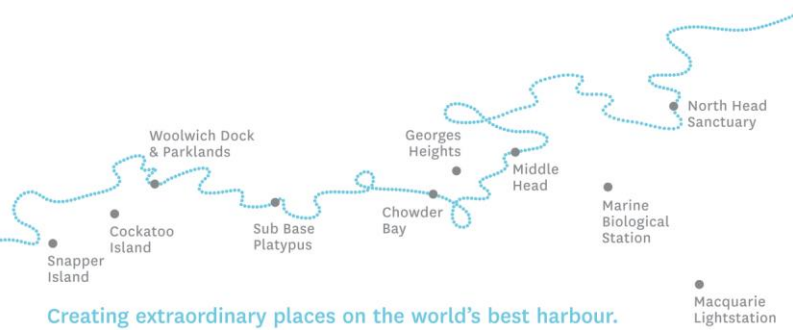 North Head
Sanctuary
Woolwich Dock
& Parklands
Georges
Heights
Middle
Head
Marine
Biological
Station
Chowder
Bay
Sub Base
Platypus
Cockatoo
Island
Snapper
Island
Macquarie
Lightstation
Creating extraordinary places on the world's best harbour.